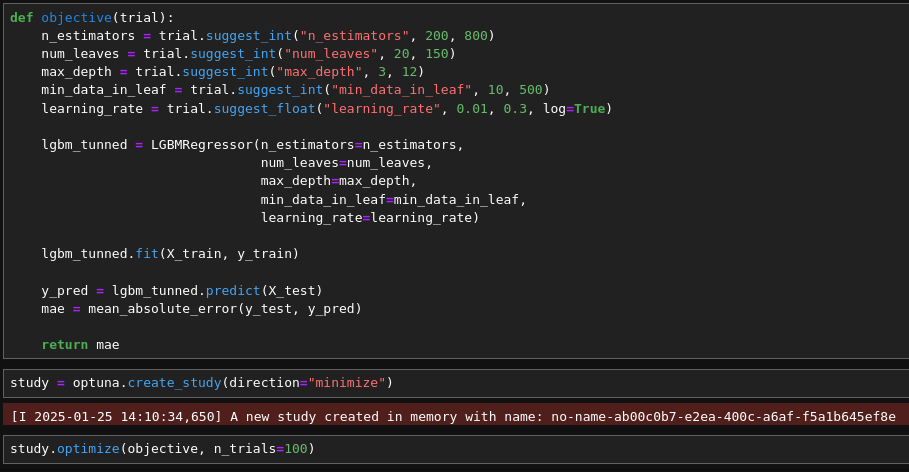 def objective(trial):
    n_estimators = trial.suggest_int("n_estimators", 200, 800)
    num_leaves = trial.suggest_int("num_leaves", 20, 150)
    max_depth = trial.suggest_int("max_depth", 3, 12)
    min_data_in_leaf = trial.suggest_int("min_data_in_leaf", 10, 500)
    learning_rate = trial.suggest_float("learning_rate", 0.01, 0.3, log=True)

    lgbm_tunned = LGBMRegressor(n_estimators=n_estimators,
                                num_leaves=num_leaves,
                                max_depth=max_depth,
                                min_data_in_leaf=min_data_in_leaf,
                                learning_rate=learning_rate)

    lgbm_tunned.fit(X_train, y_train)

    y_pred = lgbm_tunned.predict(X_test)
    mae = mean_absolute_error(y_test, y_pred)

    return mae
study = optuna.create_study(direction="minimize")
[I 2025-01-25 14:10:34,650] A new study created in memory with name: no-name-ab00c0b7-e2ea-400c-a6af-f5a1b645ef8e
study.optimize(objective, n_trials=100)